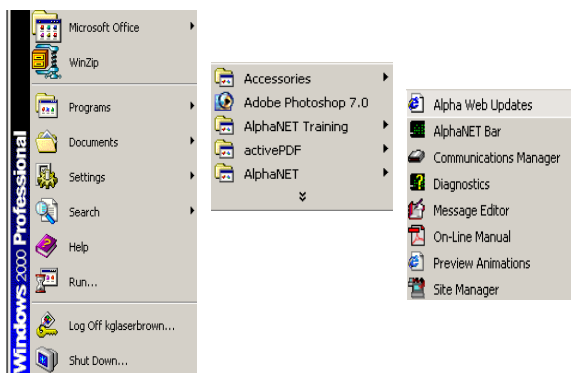 Microsoft Office
WinZip
Programs
Documents
Settings
Search
Help
Run...
Log Off kglaserbrown...
Shut Down...
Windows 2000 Professional
Accessories
Adobe Photoshop 7.0
AlphaNET Training
activePDF
AlphaNET
Alpha Web Updates
AlphaNET Bar
Communications Manager
Diagnostics
Message Editor
On-Line Manual
Preview Animations
Site Manager